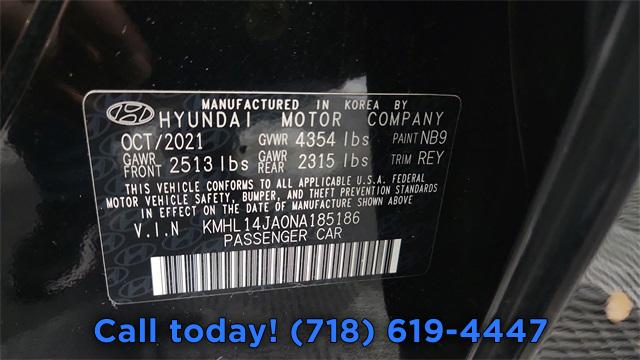 MANUFACTURED IN KOREA BY
HYUNDAI MOTOR COMPANY
OCT/2021 GVWR 4354 lbs PAINT NB9
GAWR FRONT 2513 lbs GAWR REAR 2315 lbs TRIM REY
THIS VEHICLE CONFORMS TO ALL APPLICABLE U.S.A. FEDERAL
MOTOR VEHICLE SAFETY, BUMPER, AND THEFT PREVENTION STANDARDS
IN EFFECT ON THE DATE OF MANUFACTURE SHOWN ABOVE
V.I.N KMHL14JA0NA185186
PASSENGER CAR
Call today! (718) 619-4447